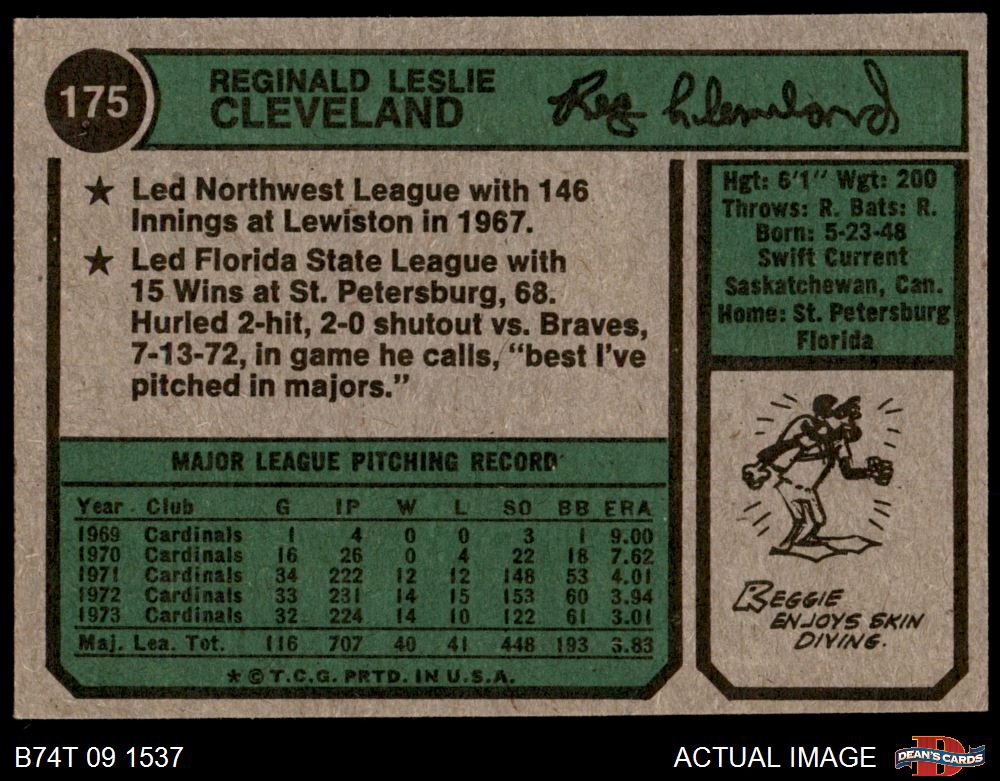 175
REGINALD LESLIE
CLEVELAND
Reg Cleveland
★ Led Northwest League with 146
Innings at Lewiston in 1967.
★ Led Florida State League with
15 Wins at St. Petersburg, 68.
Hurled 2-hit, 2-0 shutout vs. Braves,
7-13-72, in game he calls, “best I’ve
pitched in majors.”
Hgt: 6'1" Wgt: 200
Throws: R. Bats: R.
Born: 5-23-48
Swift Current
Saskatchewan, Can.
Home: St. Petersburg
Florida
MAJOR LEAGUE PITCHING RECORD
Year Club G IP W L SO BB ERA
1969 Cardinals 1 4 0 0 3 1 9.00
1970 Cardinals 16 26 0 4 22 18 7.62
1971 Cardinals 34 222 12 12 148 53 4.01
1972 Cardinals 33 231 14 15 153 60 3.94
1973 Cardinals 32 224 14 10 122 61 3.01
Maj. Lea. Tot. 116 707 40 41 448 193 3.83
* © T.C.G. PRTD. IN U.S.A.
REGGIE
ENJOYS SKIN
DIVING.
B74T 09 1537
ACTUAL IMAGE
DEAN'S CARDS